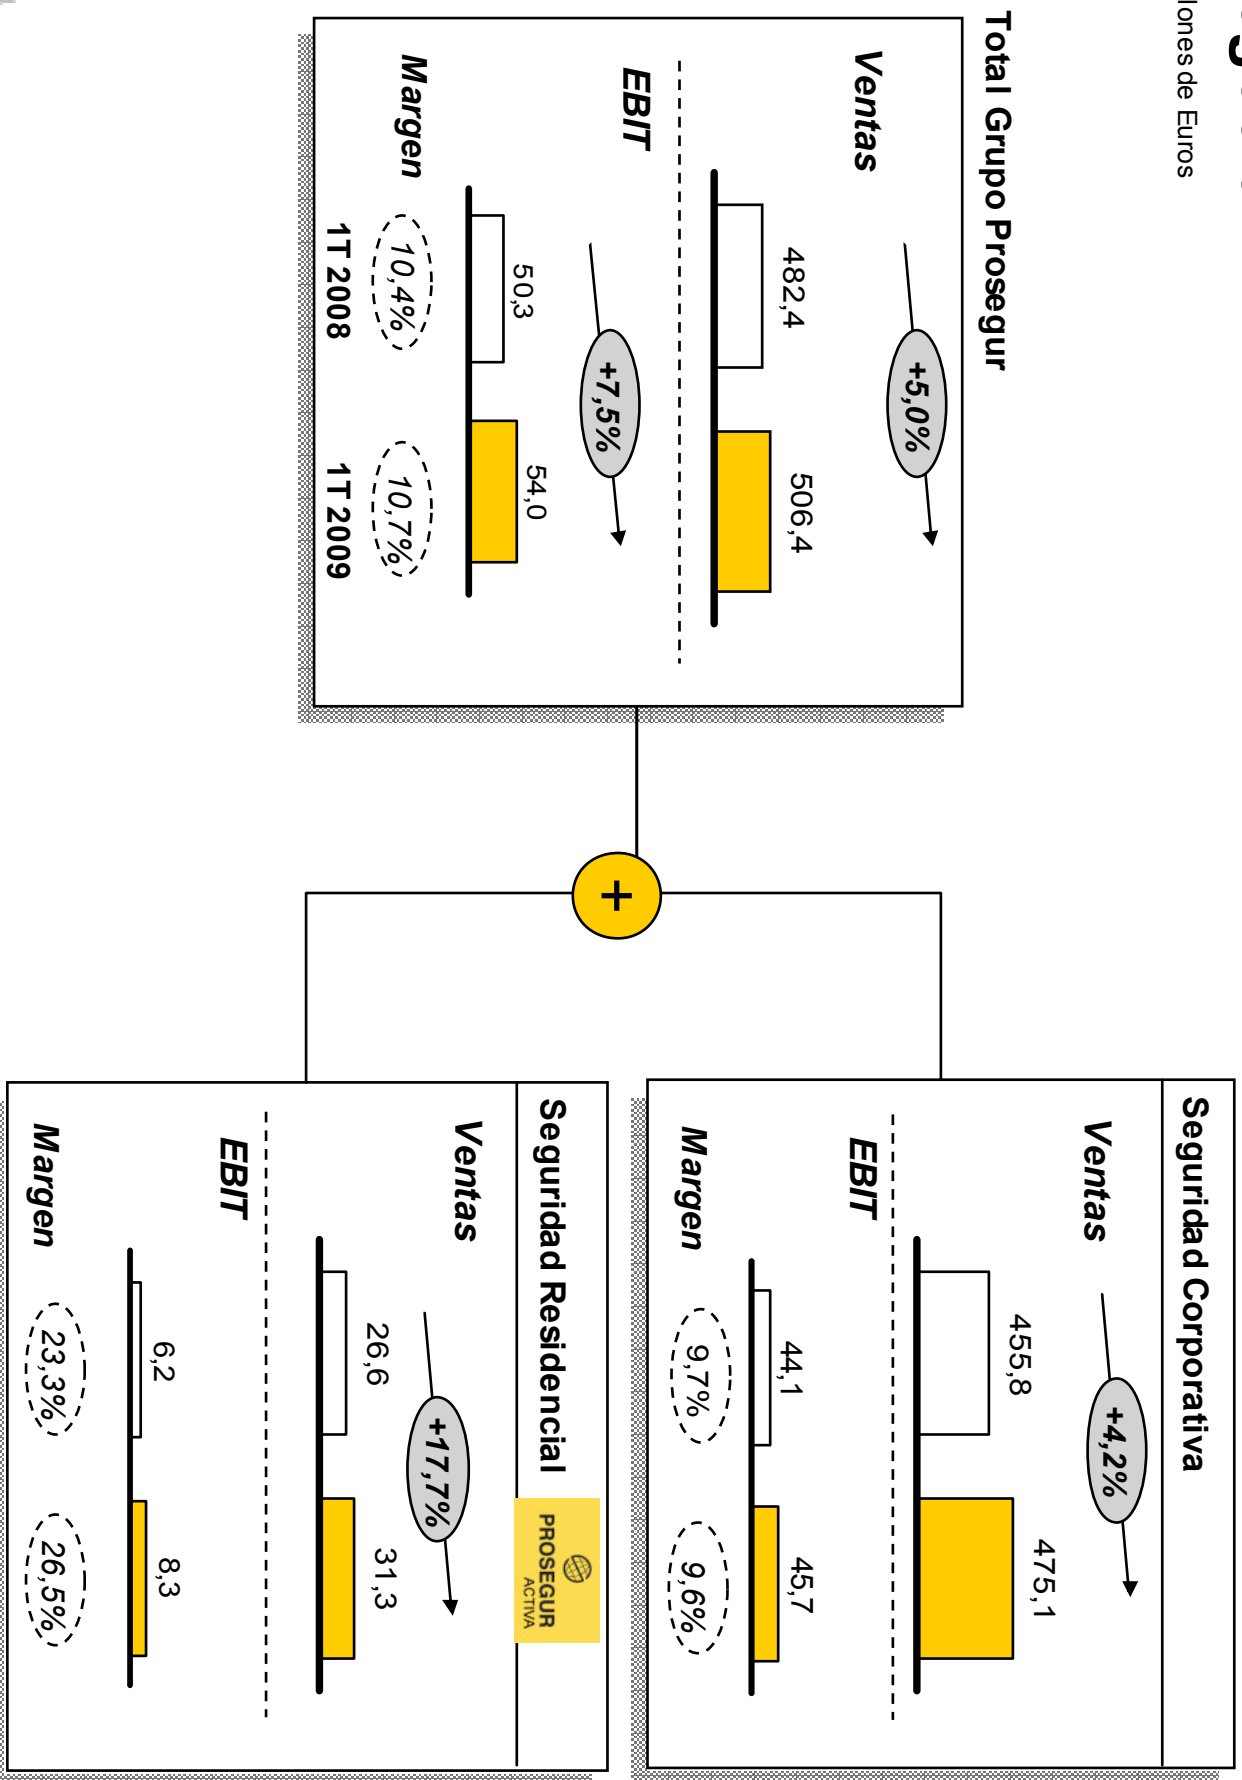 lones de Euros
Total Grupo Prosegur
Ventas
+5,0%
482,4
506,4
EBIT
+7,5%
50,3
54,0
Margen
10,4%
10,7%
1T 2008
1T 2009
+
Seguridad Corporativa
Ventas
+4,2%
455,8
475,1
EBIT
44,1
45,7
Margen
9,7%
9,6%
Seguridad Residencial
PROSEGUR
ACTIVA
Ventas
+17,7%
26,6
31,3
EBIT
6,2
8,3
Margen
23,3%
26,5%